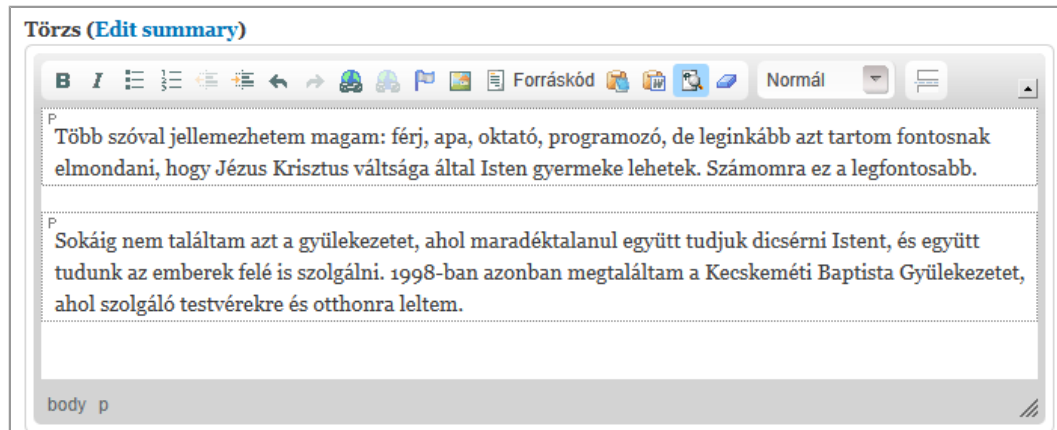 Törzs (Edit summary)
B I Forráskód Normál
P
Több szóval jellemezhetem magam: férj, apa, oktató, programozó, de leginkább azt tartom fontosnak
elmondani, hogy Jézus Krisztus váltsága által Isten gyermeke lehetek. Számomra ez a legfontosabb.
P
Sokáig nem találtam azt a gyülekezetet, ahol maradéktalanul együtt tudjuk dicsérni Istent, és együtt
tudunk az emberek felé is szolgálni. 1998-ban azonban megtaláltam a Kecskeméti Baptista Gyülekezetet,
ahol szolgáló testvérekre és otthonra leltem.
body p